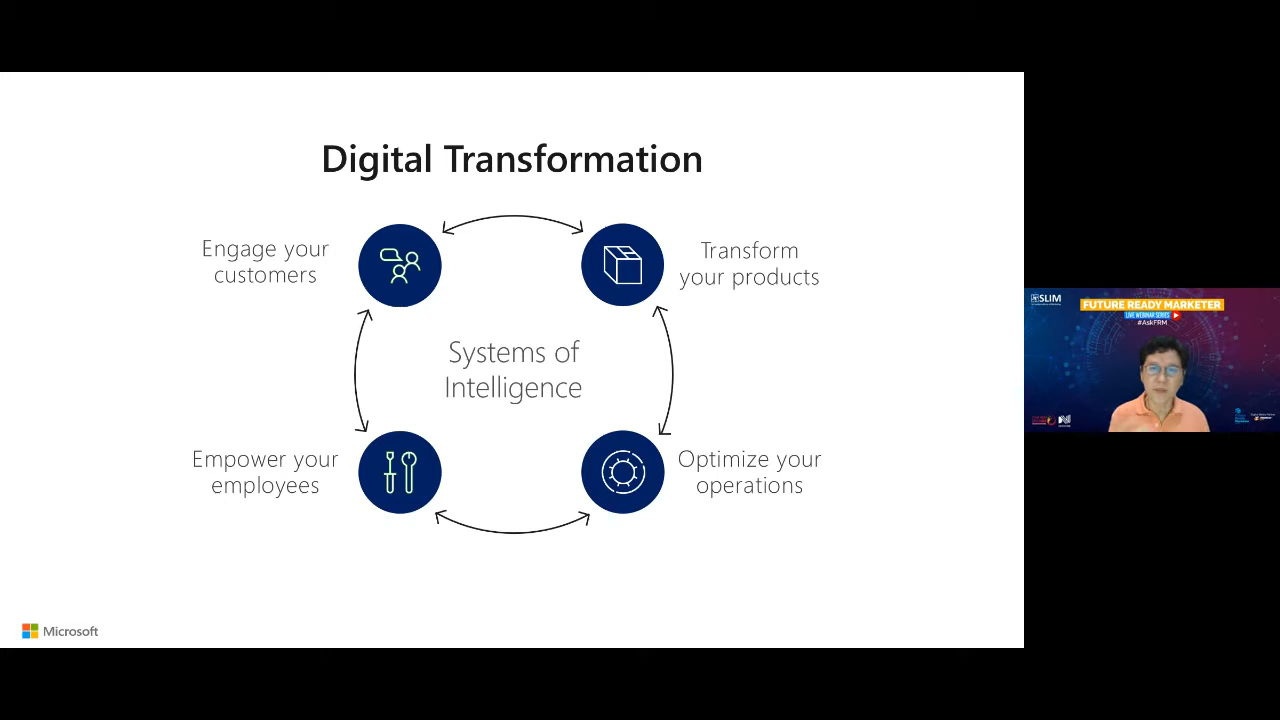 Digital Transformation
Engage your
customers
Transform
your products
Systems of
Intelligence
Empower your
employees
Optimize your
operations
Microsoft
SLIM
FUTURE READY MARKETER
LIVE WEBINAR SERIES
#AskFRM